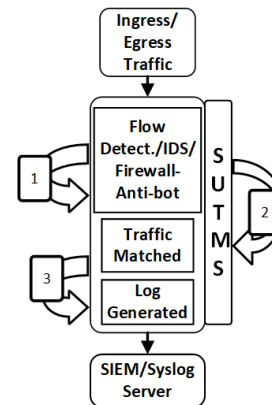 Ingress/
Egress
Traffic
Flow
Detect./IDS/
Firewall-
Anti-bot
SUTMS
1
2
Traffic
Matched
3
Log
Generated
SIEM/Syslog
Server